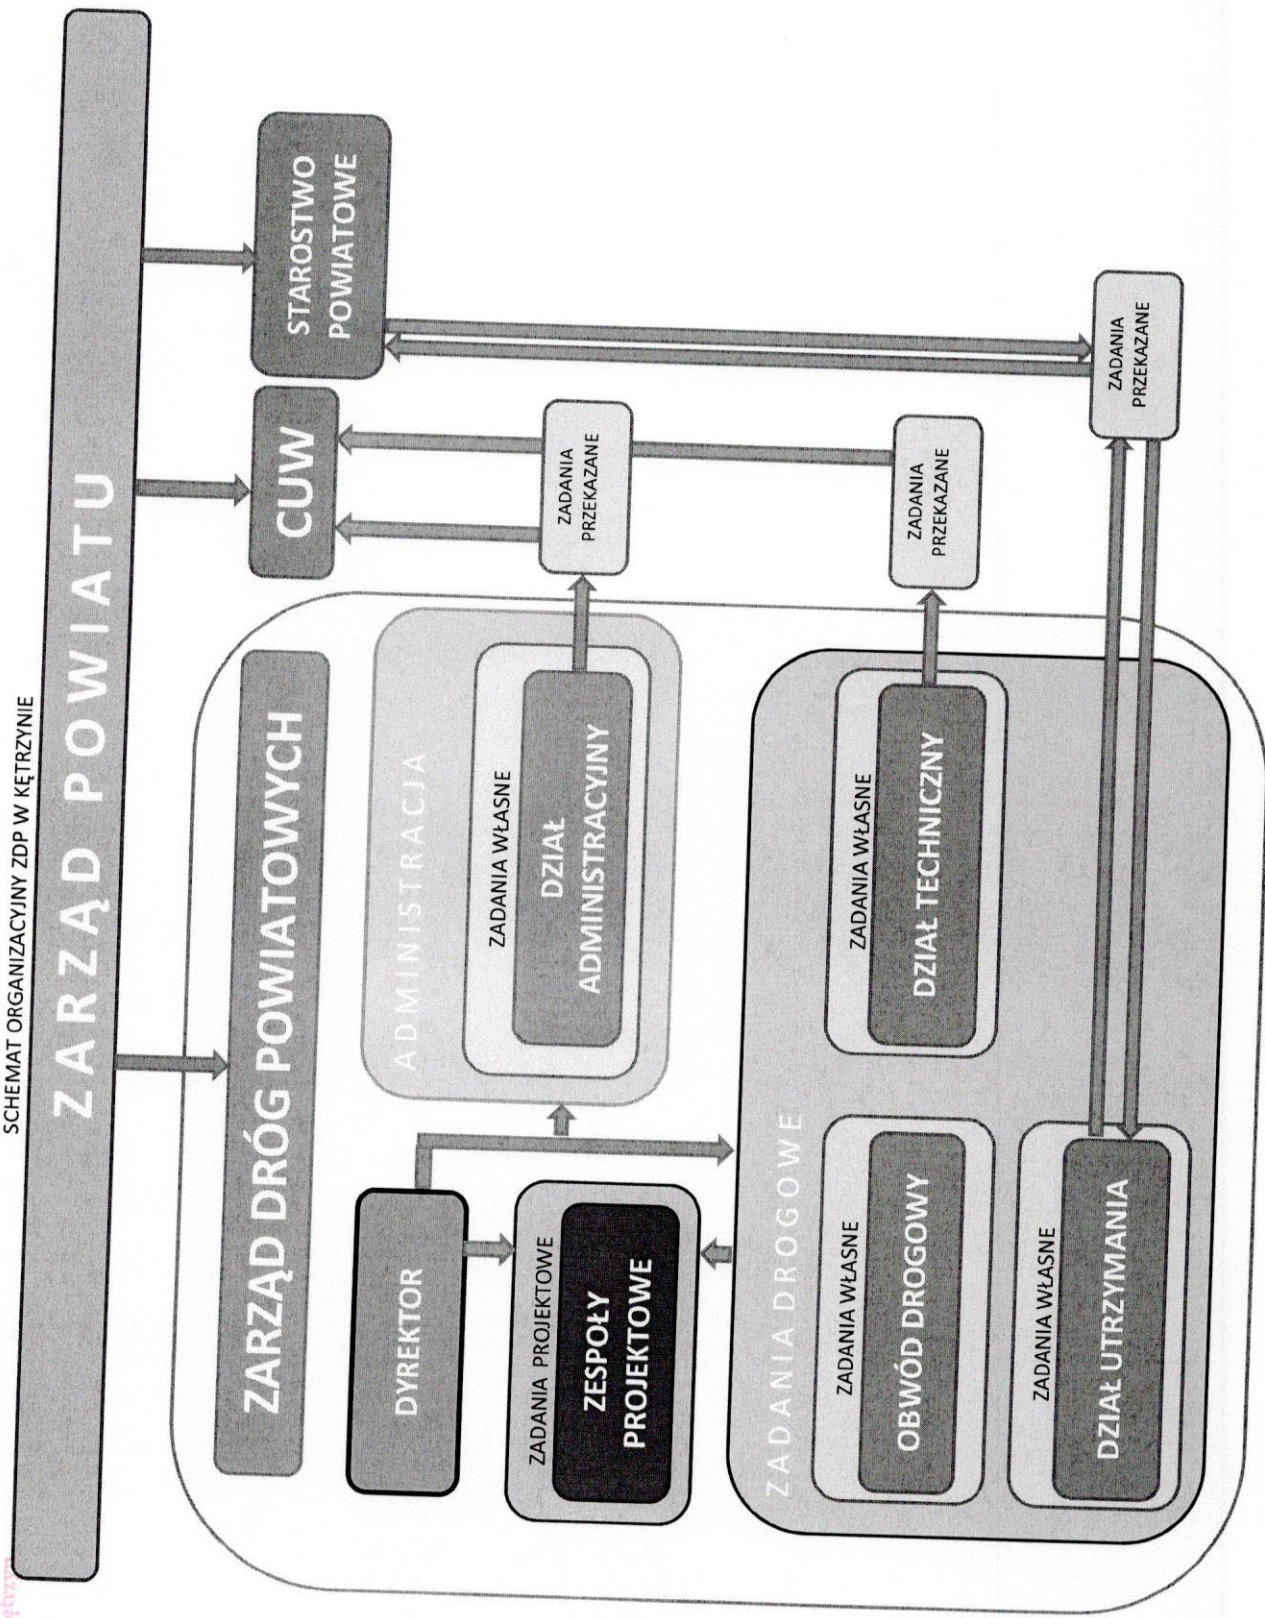 SCHEMAT ORGANIZACYJNY ZDP W KĘTRZYNIE
ZARZĄD POWIATU
ZARZĄD DRÓG POWIATOWYCH
CUW
STAROSTWO
POWIATOWE
DYREKTOR
ADMINISTRACJA
ZADANIA WŁASNE
DZIAŁ
ADMINISTRACYJNY
ZADANIA
PRZEKAZANE
ZADANIA PROJEKTOWE
ZESPOŁY
PROJEKTOWE
ZADANIA DROGOWE
ZADANIA WŁASNE
OBWÓD DROGOWY
ZADANIA WŁASNE
DZIAŁ TECHNICZNY
ZADANIA
PRZEKAZANE
ZADANIA WŁASNE
DZIAŁ UTRZYMANIA
ZADANIA
PRZEKAZANE